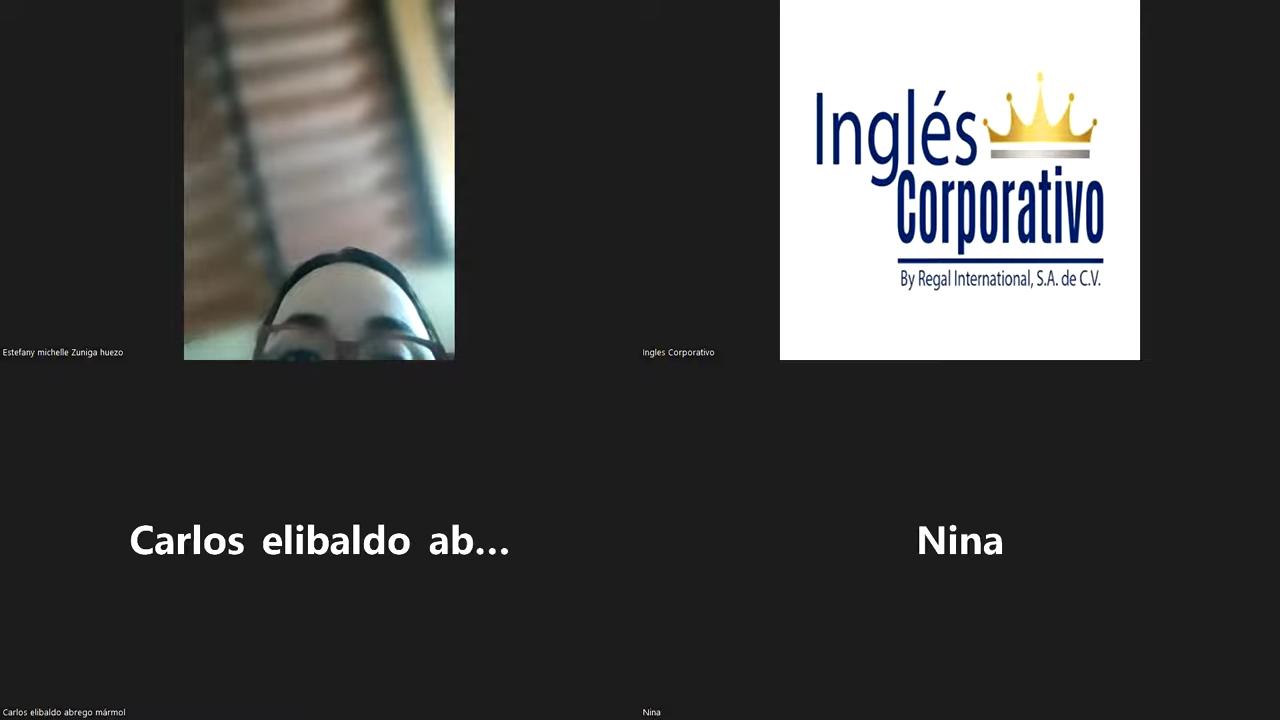 Estefany michelle Zuniga huezo
Inglés
Corporativo
By Regal International, S.A. de C.V.
Ingles Corporativo
Carlos elibaldo ab...
Carlos elibaldo abrego mármol
Nina
Nina